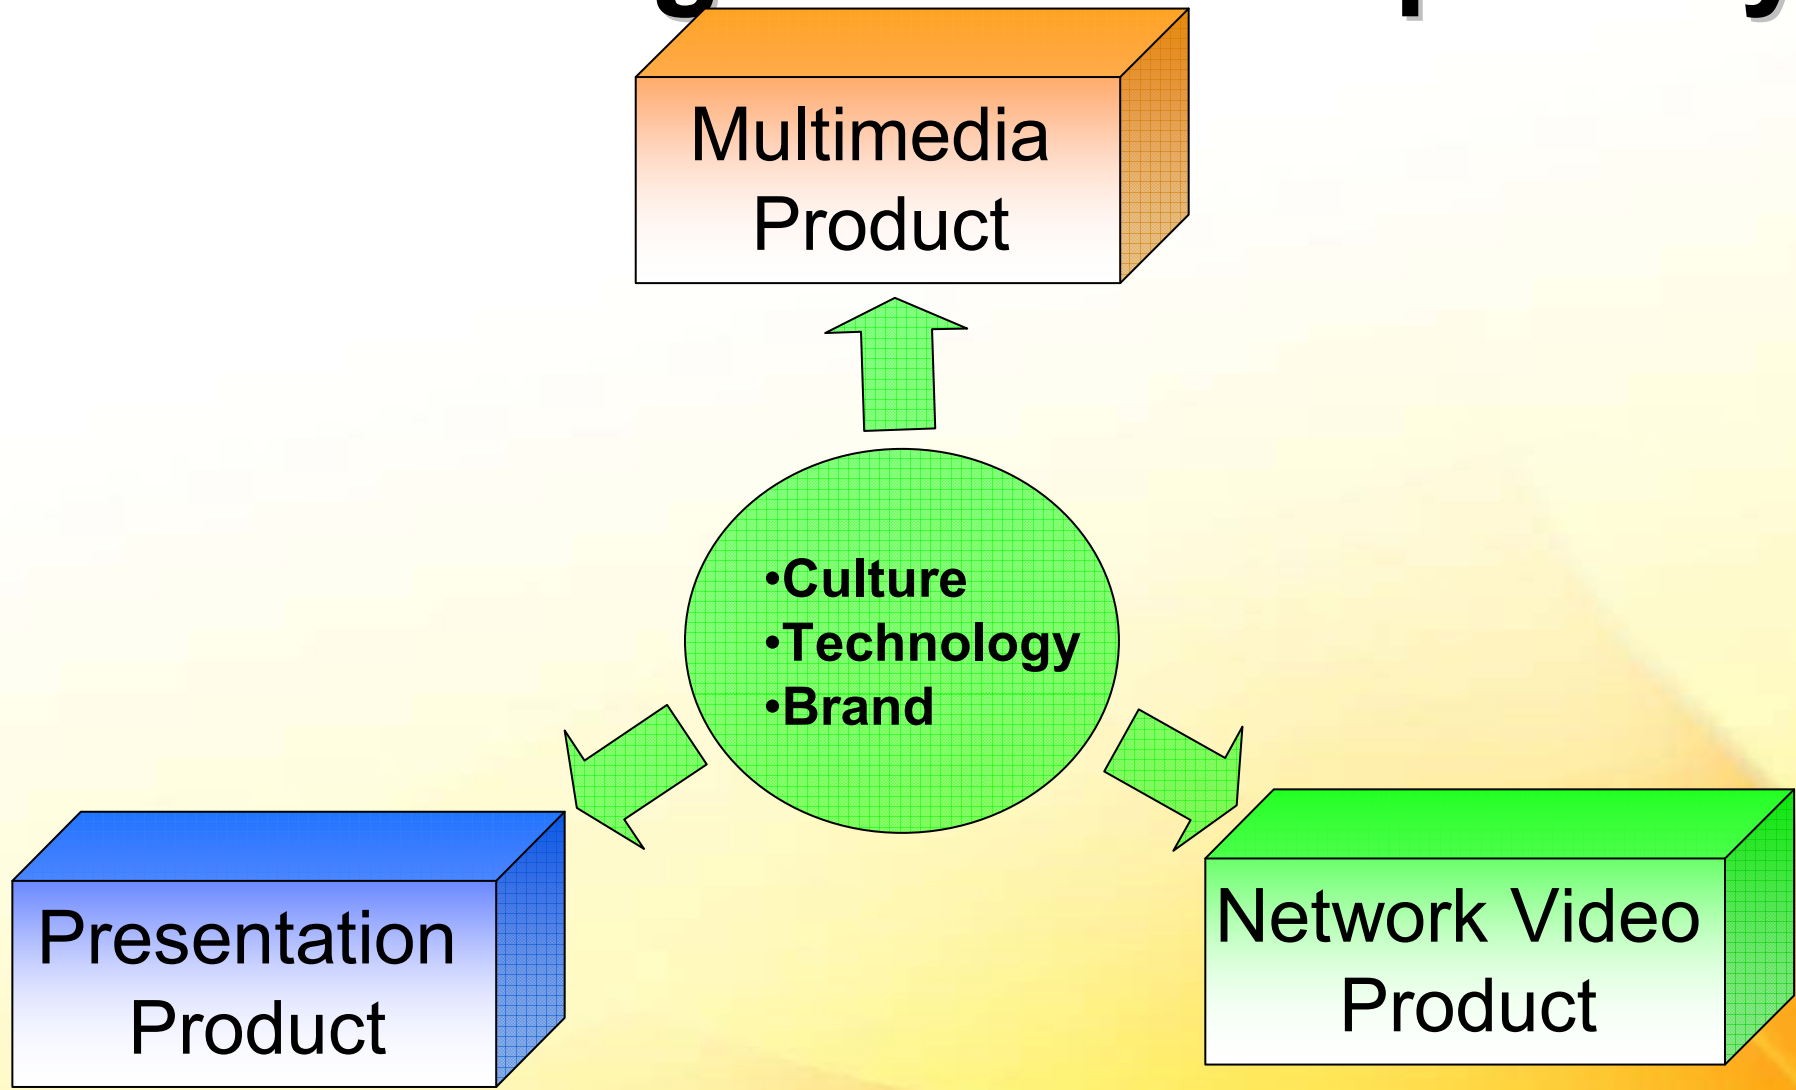 Multimedia
Product
•Culture
•Technology
•Brand
Presentation
Product
Network Video
Product